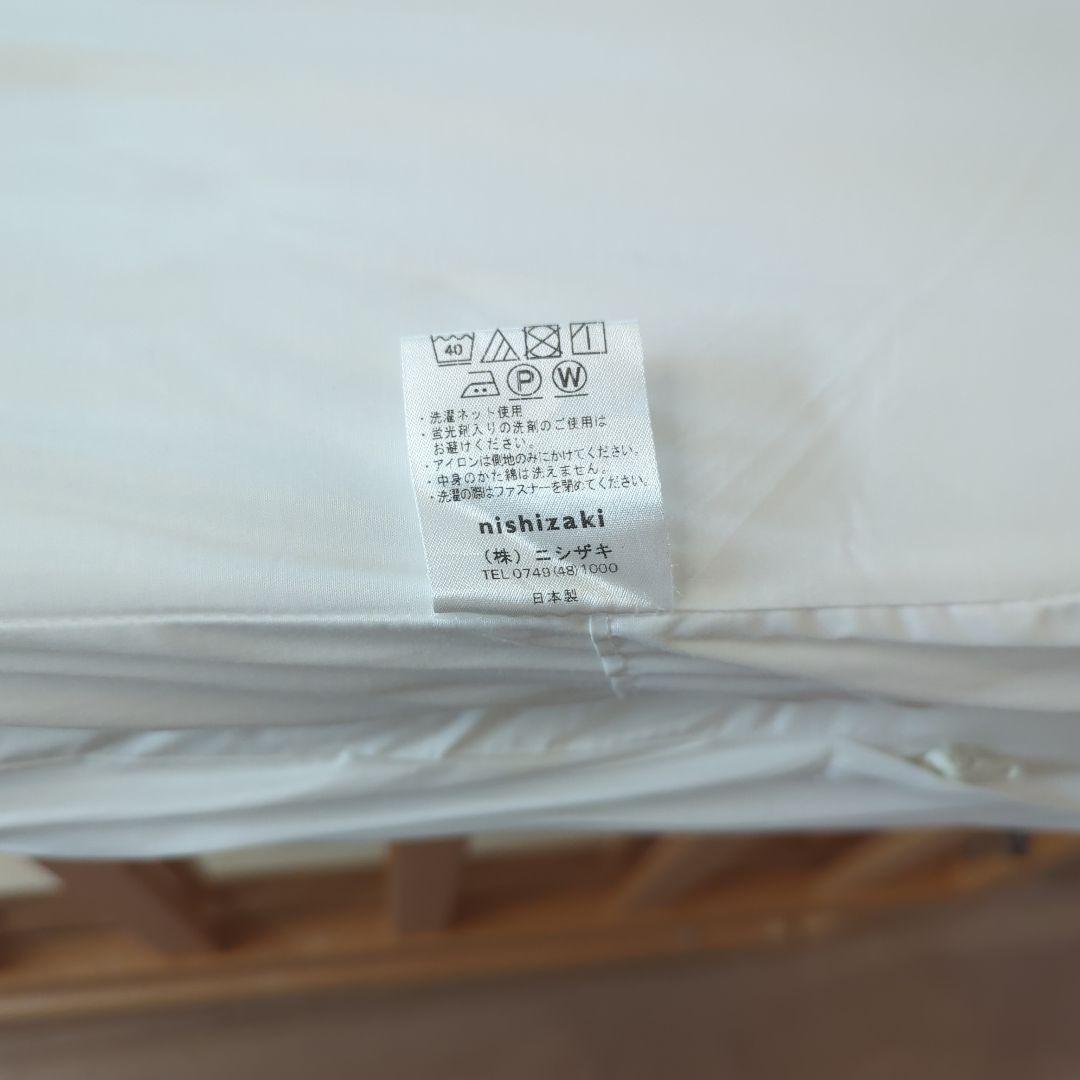 40
P W
・洗濯ネット使用
・蛍光剤入りの洗剤のご使用は
お避けください。
・アイロンは側地のみにかけてください。
・中身のかた綿は洗えません。
・洗濯の際はファスナーを閉めてください。
nishizaki
(株) ニシザキ
TEL 0749(48)1000
日本製